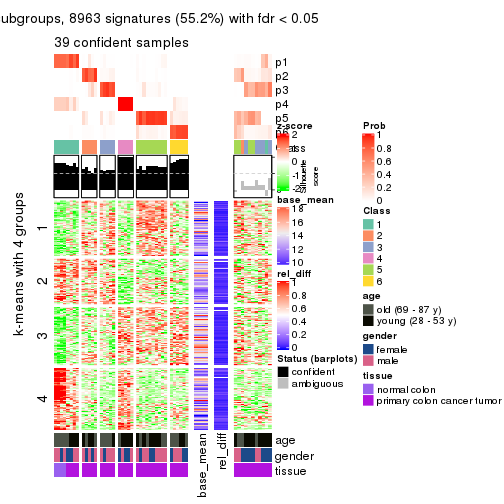 ubgroups, 8963 signatures (55.2%) with fdr < 0.05
39 confident samples
p1
p2
p3
p4
p5
Silhouette
score
k-means with 4 groups
1
2
3
4
base_mean
rel_diff
age
gender
tissue
z-score
2
1
0
base_mean
18
16
14
12
10
rel_diff
1
0.8
0.6
0.4
0.2
0
Status (barplots)
confident
ambiguous
Prob
1
0.8
0.6
0.4
0.2
0
Class
1
2
3
4
5
6
age
old (69 - 87 y)
young (28 - 53 y)
gender
female
male
tissue
normal colon
primary colon cancer tumor